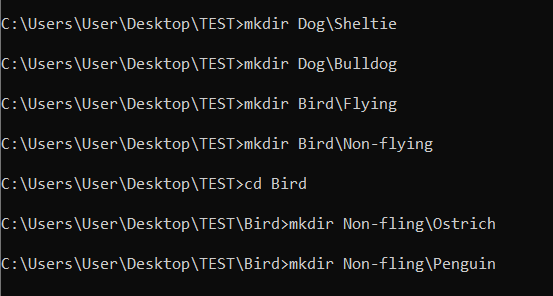 C:\Users\User\Desktop\TEST>mkdir Dog\Sheltie
C:\Users\User\Desktop\TEST>mkdir Dog\Bulldog
C:\Users\User\Desktop\TEST>mkdir Bird\Flying
C:\Users\User\Desktop\TEST>mkdir Bird\Non-flying
C:\Users\User\Desktop\TEST>cd Bird
C:\Users\User\Desktop\TEST\Bird>mkdir Non-fling\Ostrich
C:\Users\User\Desktop\TEST\Bird>mkdir Non-fling\Penguin